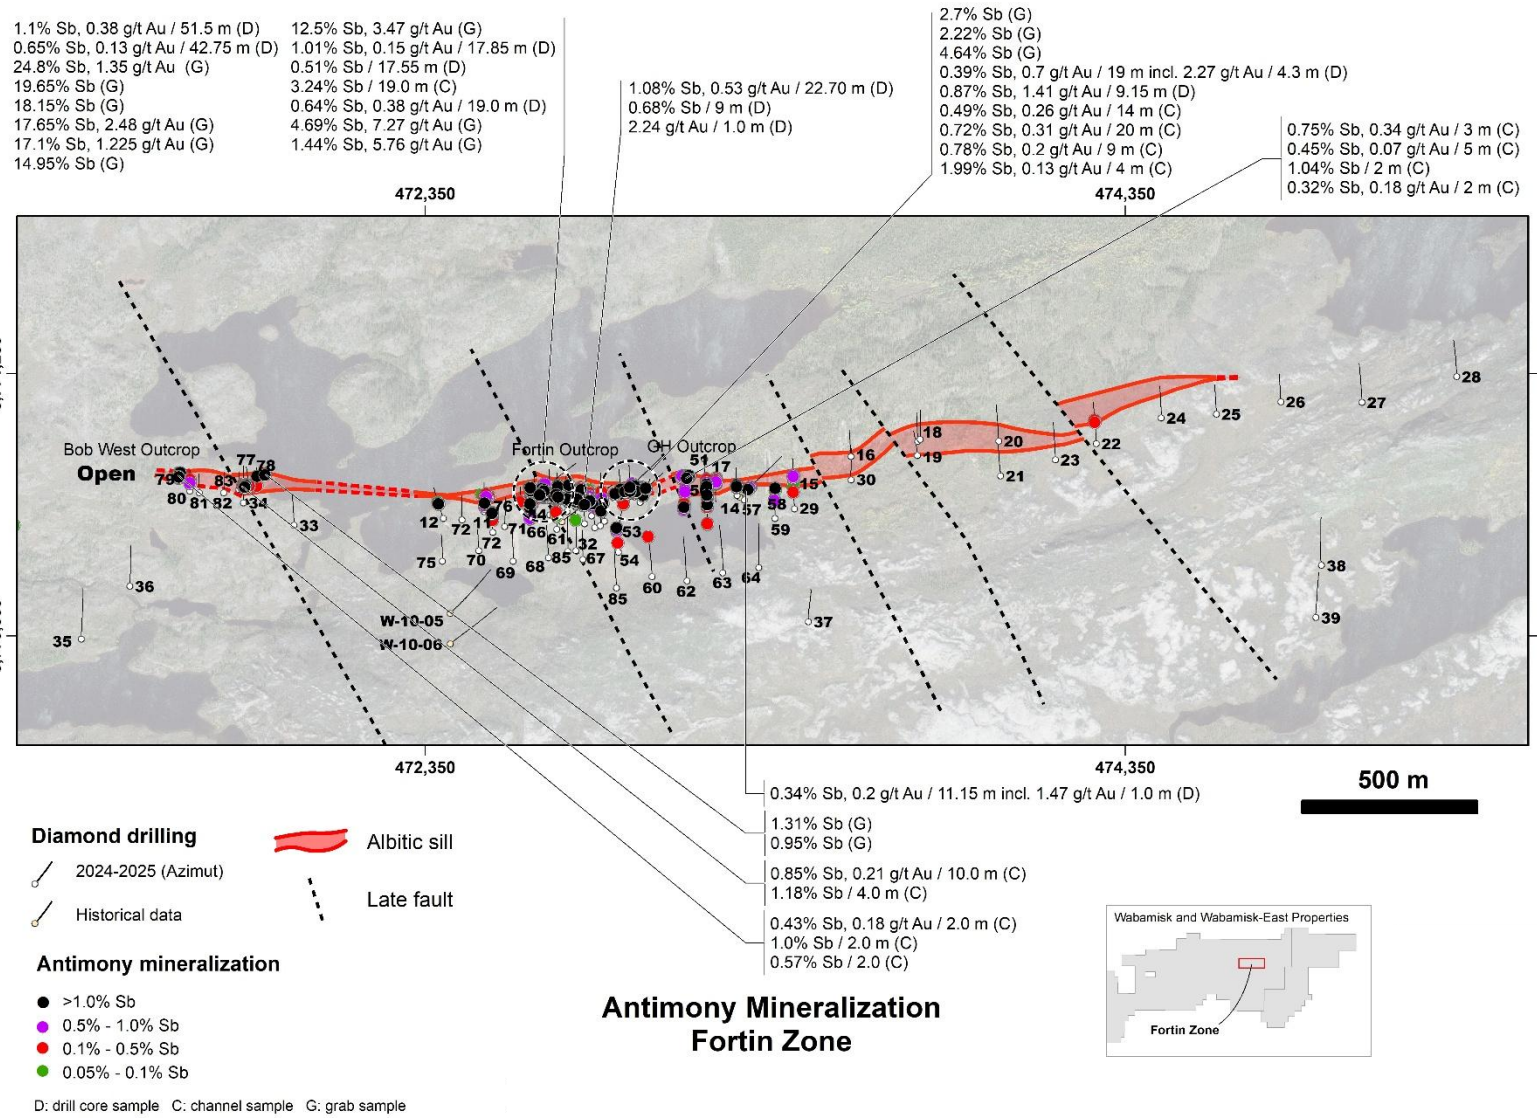 1.1% Sb, 0.38 g/t Au / 51.5 m (D)
0.65% Sb, 0.13 g/t Au / 42.75 m (D)
24.8% Sb, 1.35 g/t Au (G)
19.65% Sb (G)
18.15% Sb (G)
17.65% Sb, 2.48 g/t Au (G)
17.1% Sb, 1.225 g/t Au (G)
14.95% Sb (G)
12.5% Sb, 3.47 g/t Au (G)
1.01% Sb, 0.15 g/t Au / 17.85 m (D)
0.51% Sb / 17.55 m (D)
3.24% Sb / 19.0 m (C)
0.64% Sb, 0.38 g/t Au / 19.0 m (D)
4.69% Sb, 7.27 g/t Au (G)
1.44% Sb, 5.76 g/t Au (G)
1.08% Sb, 0.53 g/t Au / 22.70 m (D)
0.68% Sb / 9 m (D)
2.24 g/t Au / 1.0 m (D)
2.7% Sb (G)
2.22% Sb (G)
4.64% Sb (G)
0.39% Sb, 0.7 g/t Au / 19 m incl. 2.27 g/t Au / 4.3 m (D)
0.87% Sb, 1.41 g/t Au / 9.15 m (D)
0.49% Sb, 0.26 g/t Au / 14 m (C)
0.72% Sb, 0.31 g/t Au / 20 m (C)
0.78% Sb, 0.2 g/t Au / 9 m (C)
1.99% Sb, 0.13 g/t Au / 4 m (C)
0.75% Sb, 0.34 g/t Au / 3 m (C)
0.45% Sb, 0.07 g/t Au / 5 m (C)
1.04% Sb / 2 m (C)
0.32% Sb, 0.18 g/t Au / 2 m (C)
472,350
474,350
28
26
27
25
24
22
23
20
21
18
19
16
30
Bob West Outcrop
Fortin Outcrop
OH Outcrop
Open
79
80
81
82
83
77
78
34
33
12
72
11
76
72
71
66
61
32
67
85
68
69
70
75
51
17
53
54
14
57
58
15
29
59
60
62
63
64
85
37
36
35
38
39
W-10-05
W-10-06
472,350
474,350
500 m
0.34% Sb, 0.2 g/t Au / 11.15 m incl. 1.47 g/t Au / 1.0 m (D)
1.31% Sb (G)
0.95% Sb (G)
0.85% Sb, 0.21 g/t Au / 10.0 m (C)
1.18% Sb / 4.0 m (C)
0.43% Sb, 0.18 g/t Au / 2.0 m (C)
1.0% Sb / 2.0 m (C)
0.57% Sb / 2.0 (C)
Diamond drilling
2024-2025 (Azimut)
Historical data
Albitic sill
Late fault
Antimony mineralization
>1.0% Sb
0.5% - 1.0% Sb
0.1% - 0.5% Sb
0.05% - 0.1% Sb
D: drill core sample C: channel sample G: grab sample
Antimony Mineralization
Fortin Zone
Wabamisk and Wabamisk-East Properties
Fortin Zone